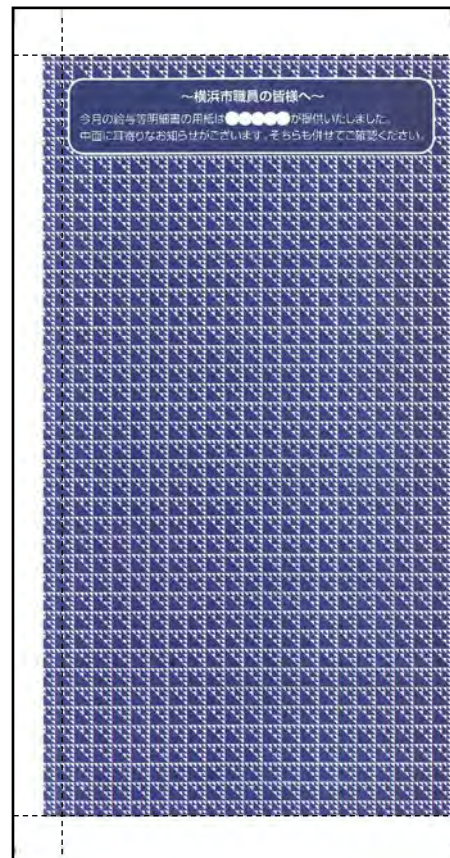 ～横浜市職員の皆様へ～
今月の給与等明細書の用紙は●●●●●が提供いたしました。
中面に耳寄りなお知らせがございます。そちらも併せてご確認ください。